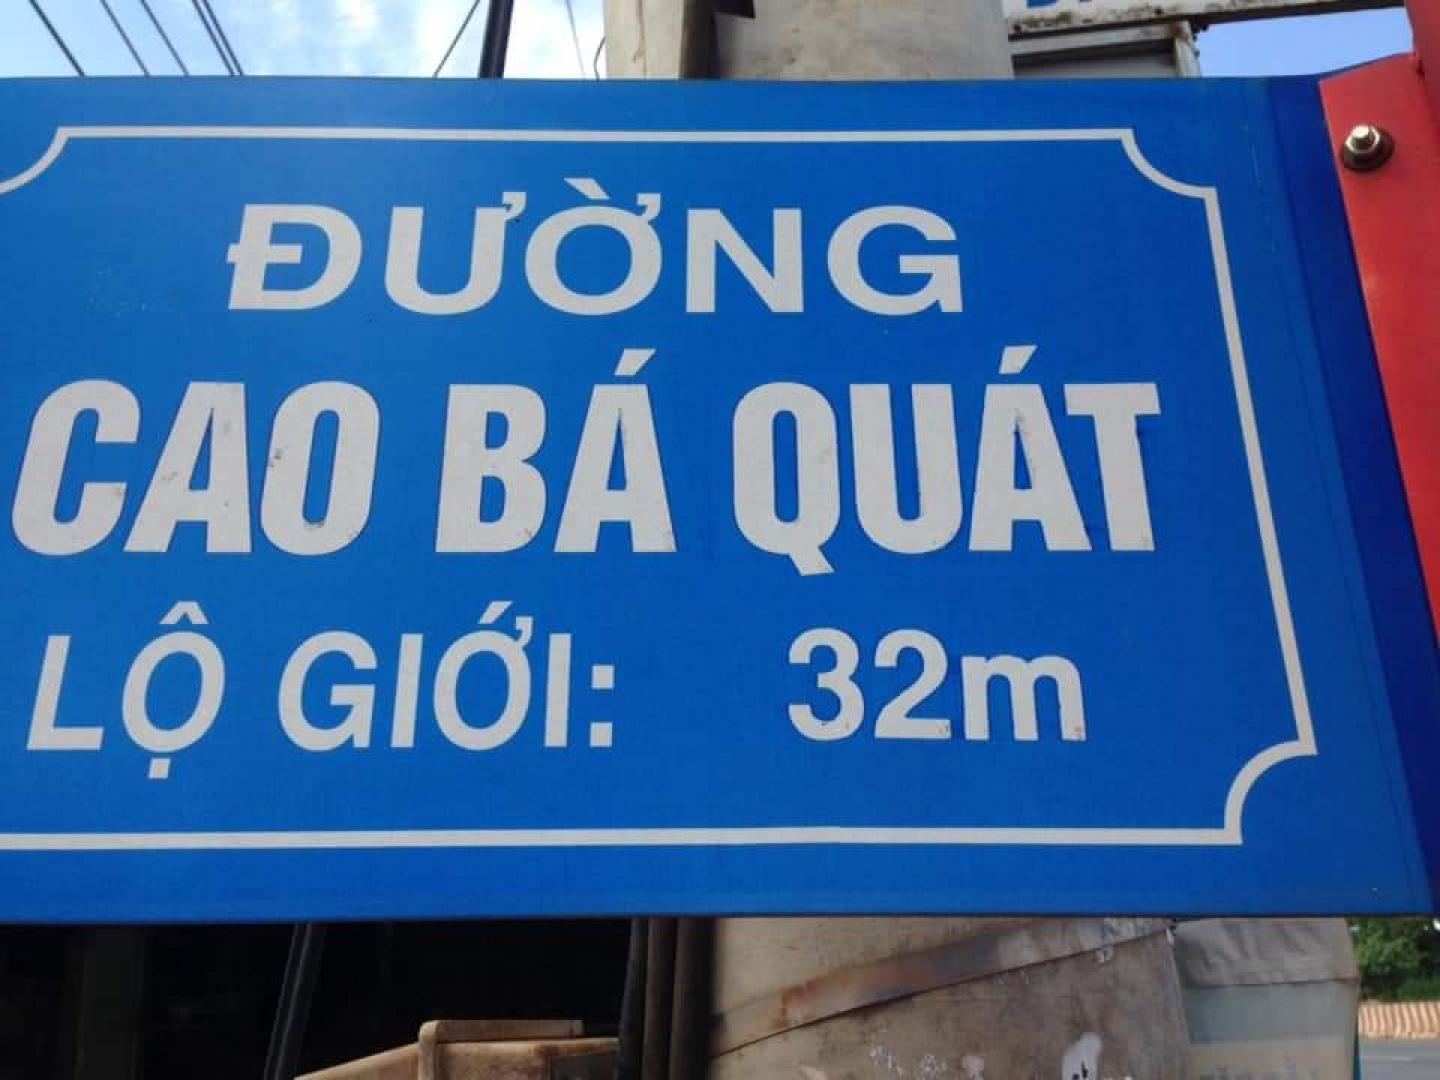 ĐƯỜNG
CAO BÁ QUÁT
LỘ GIỚI: 32m